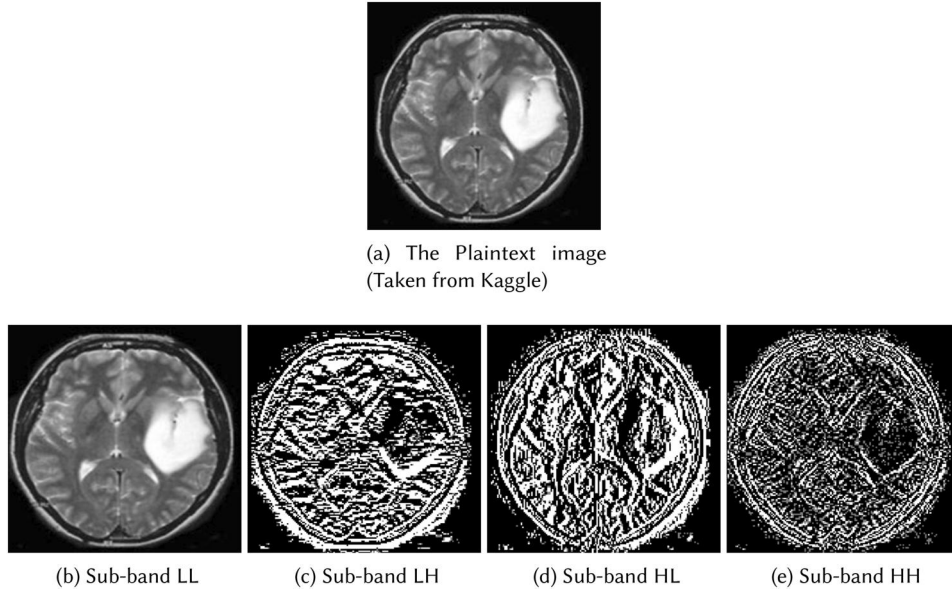 (a) The Plaintext image
(Taken from Kaggle)
(b) Sub-band LL
(c) Sub-band LH
(d) Sub-band HL
(e) Sub-band HH